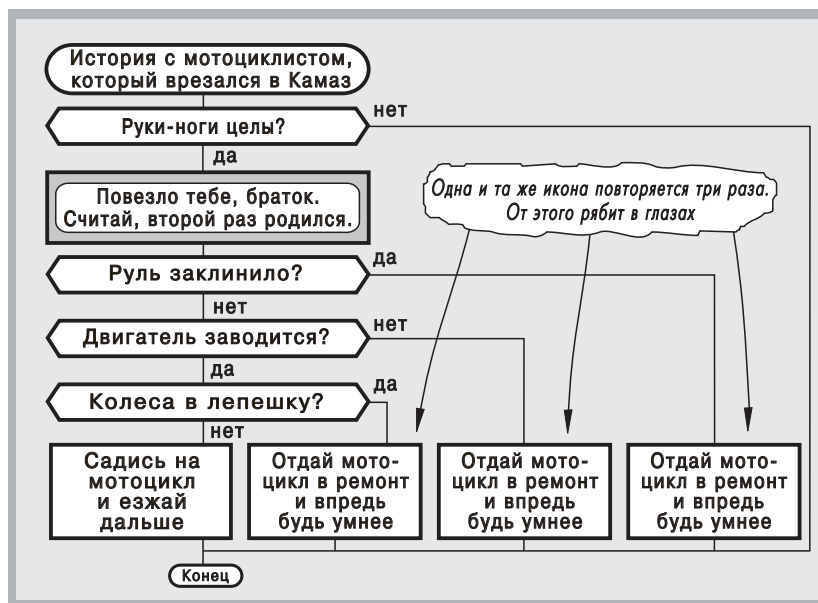 История с мотоциклистом,
который врезался в Камаз
нет
Руки-ноги целы?
да
Повезло тебе, браток.
Считай, второй раз родился.
Одна и та же икона повторяется три раза.
От этого рябит в глазах
да
Руль заклинило?
нет
нет
Двигатель заводится?
да
да
Колеса в лепешку?
нет
Садись на
мотоцикл
и езжай
дальше
Отдай мото-
цикл в ремонт
и впредь
будь умнее
Отдай мото-
цикл в ремонт
и впредь
будь умнее
Отдай мото-
цикл в ремонт
и впредь
будь умнее
Конец